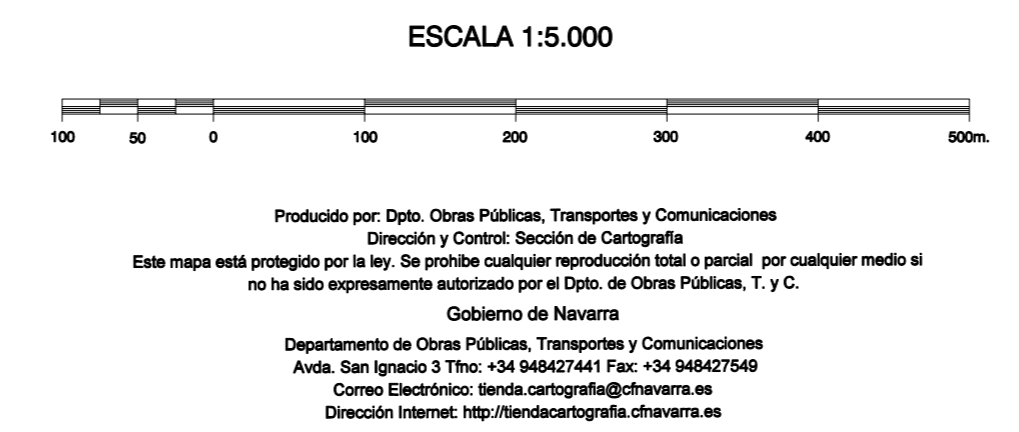 ESCALA 1:5.000
100 50 0 100 200 300 400 500m.
Producido por: Dpto. Obras Públicas, Transportes y Comunicaciones
Dirección y Control: Sección de Cartografía
Este mapa está protegido por la ley. Se prohibe cualquier reproducción total o parcial por cualquier medio si
no ha sido expresamente autorizado por el Dpto. de Obras Públicas, T. y C.
Gobierno de Navarra
Departamento de Obras Públicas, Transportes y Comunicaciones
Avda. San Ignacio 3 Tfno: +34 948427441 Fax: +34 948427549
Correo Electrónico: tienda.cartografia@cfnavarra.es
Dirección Internet: http://tiendacartografia.cfnavarra.es